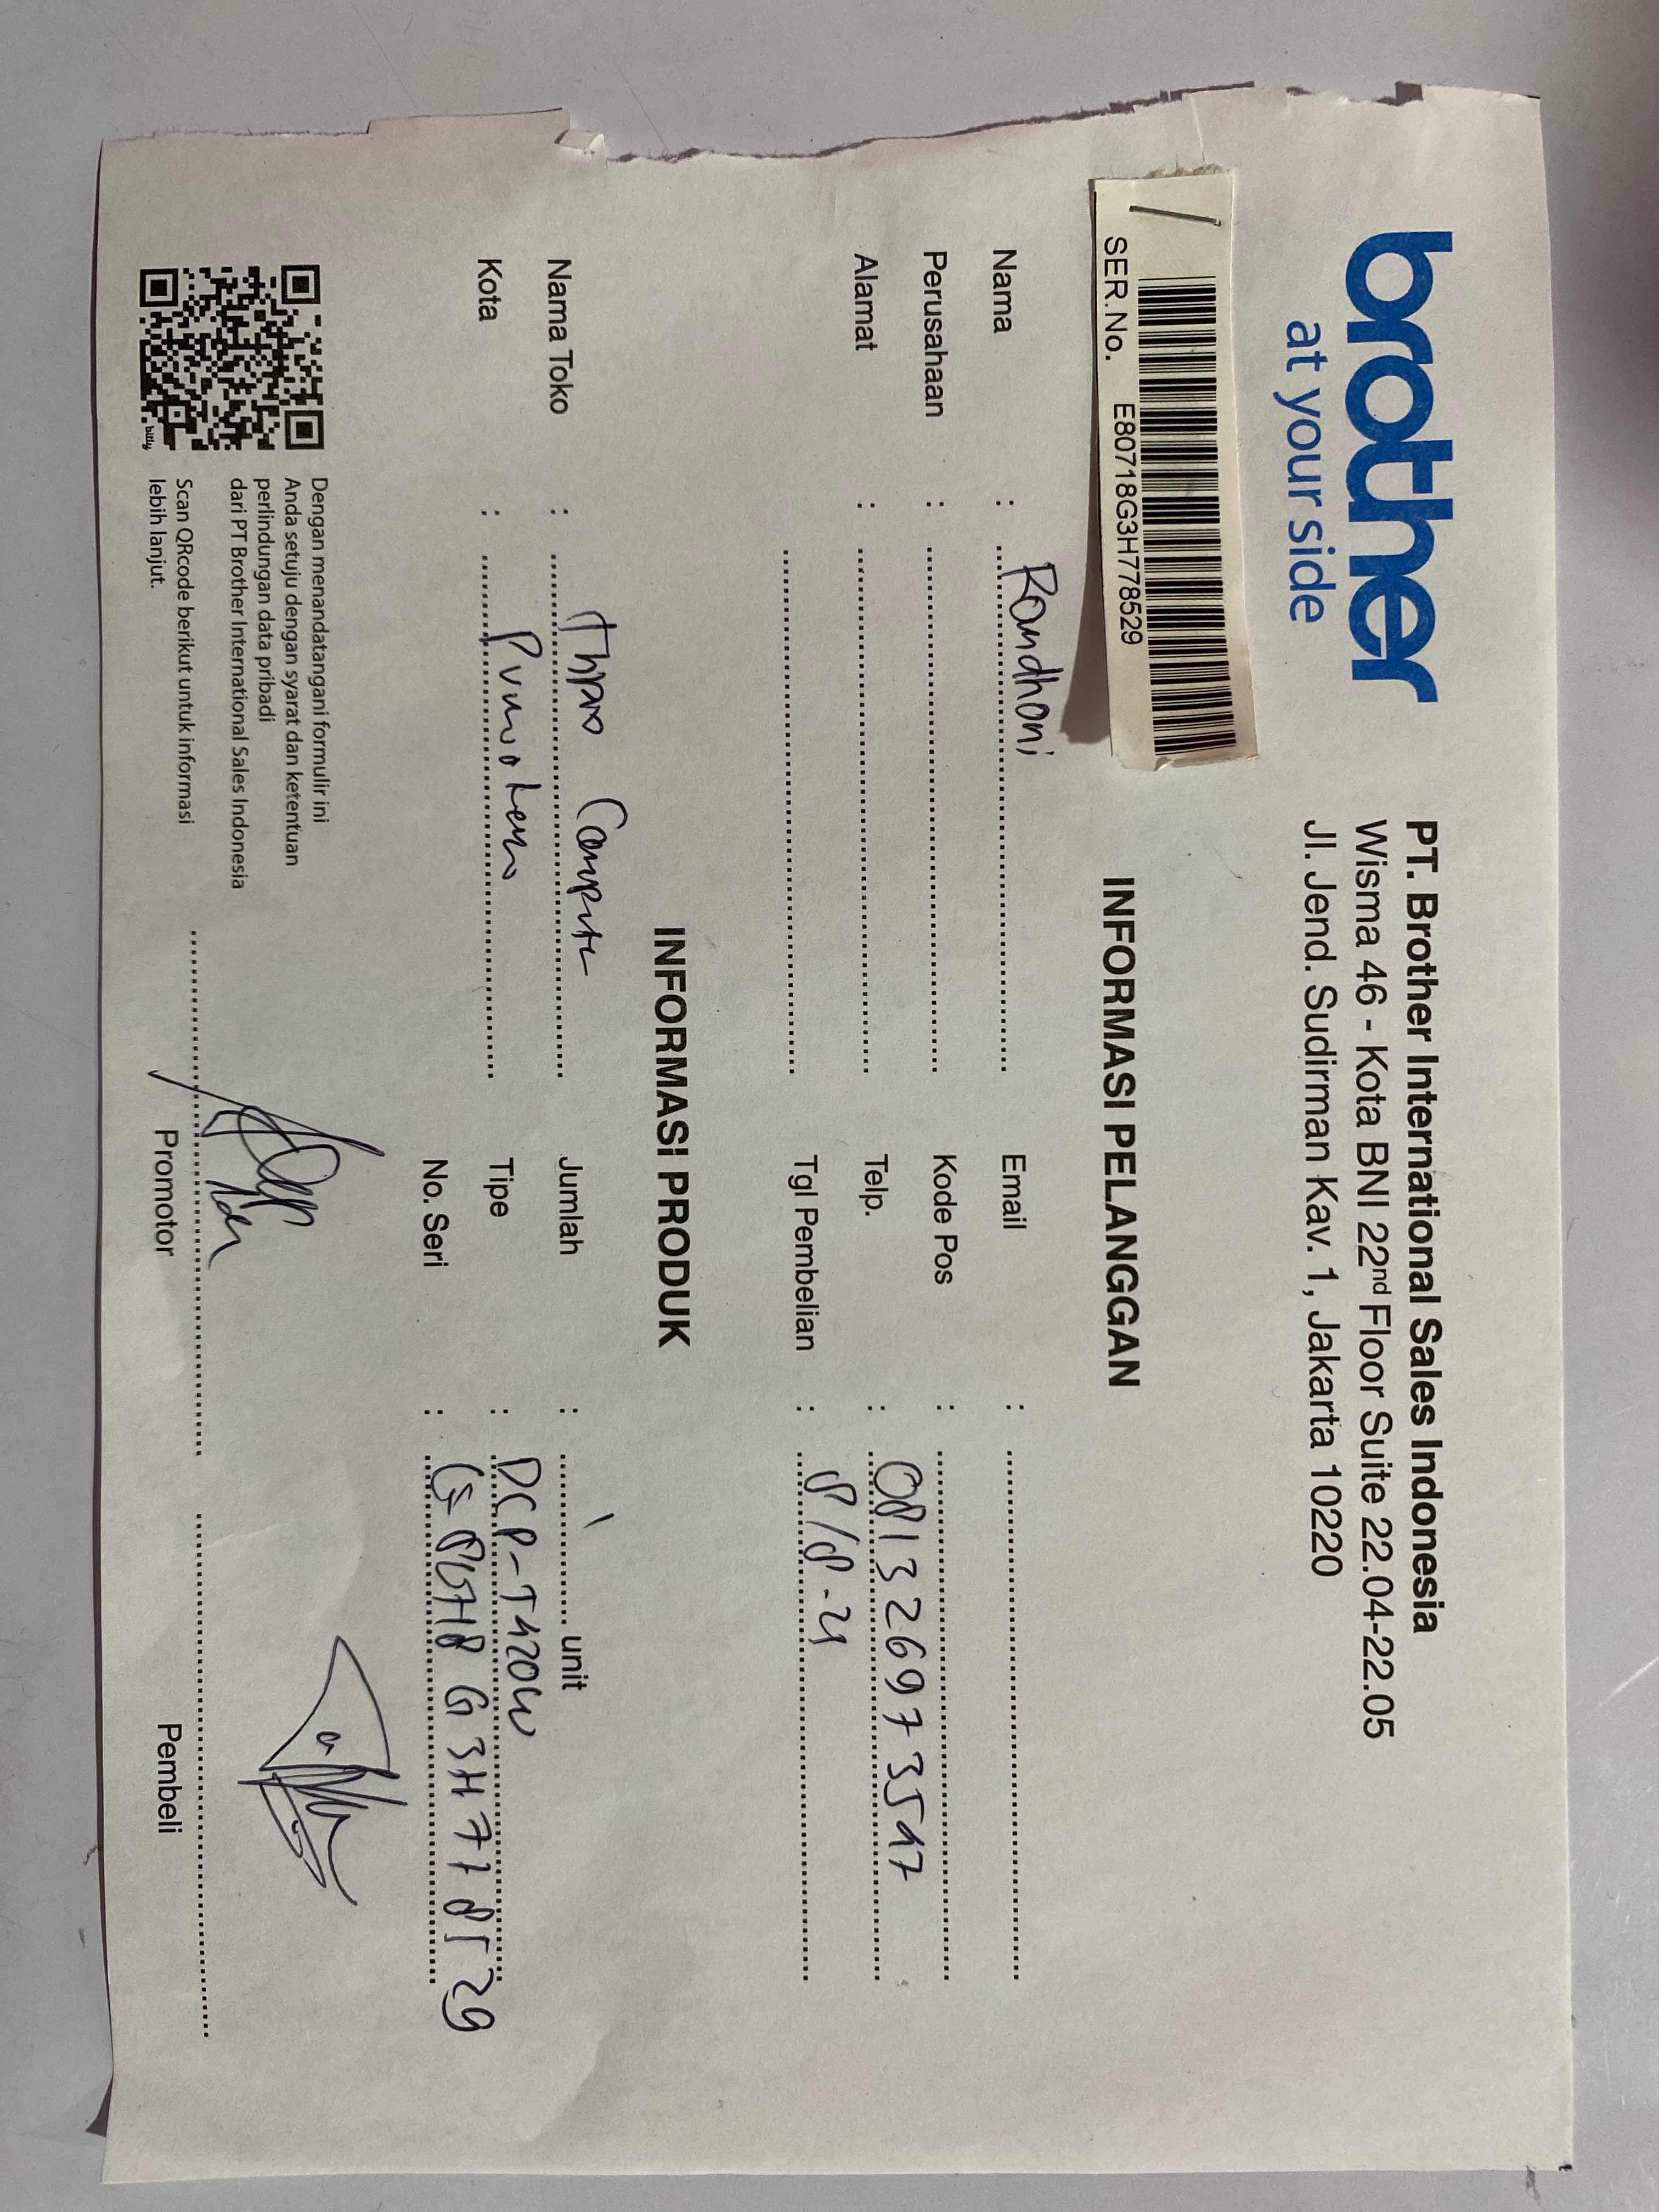 brother
at your side
PT. Brother International Sales Indonesia
Wisma 46 - Kota BNI 22nd Floor Suite 22.04-22.05
Jl. Jend. Sudirman Kav. 1, Jakarta 10220
SER. No. E80718G3H778529
INFORMASI PELANGGAN
Nama : Romdhoni
Email :
Perusahaan :
Kode Pos :
Alamat :
Telp. : 081326973547
Tgl Pembelian : 8/8-24
INFORMASI PRODUK
Nama Toko : Computer
Jumlah : 1 unit
Kota : Purwokerto
Tipe : DCP-T420W
No. Seri : G3H778529
Dengan menandatangani formulir ini
Anda setuju dengan syarat dan ketentuan
perlindungan data pribadi
dari PT Brother International Sales Indonesia
Scan QRcode berikut untuk informasi
lebih lanjut.
bitly
Promotor
Pembeli